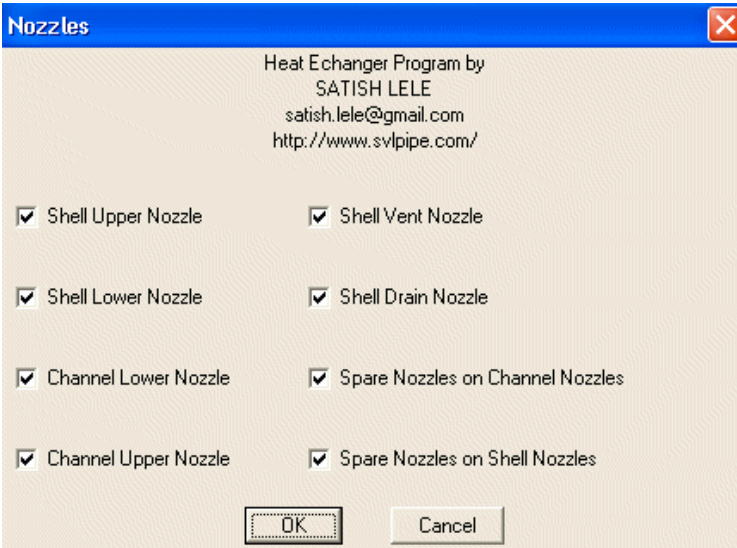 Nozzles
Heat Echanger Program by
SATISH LELE
satish.lele@gmail.com
http://www.svlpipe.com/
Shell Upper Nozzle
Shell Vent Nozzle
Shell Lower Nozzle
Shell Drain Nozzle
Channel Lower Nozzle
Spare Nozzles on Channel Nozzles
Channel Upper Nozzle
Spare Nozzles on Shell Nozzles
OK
Cancel